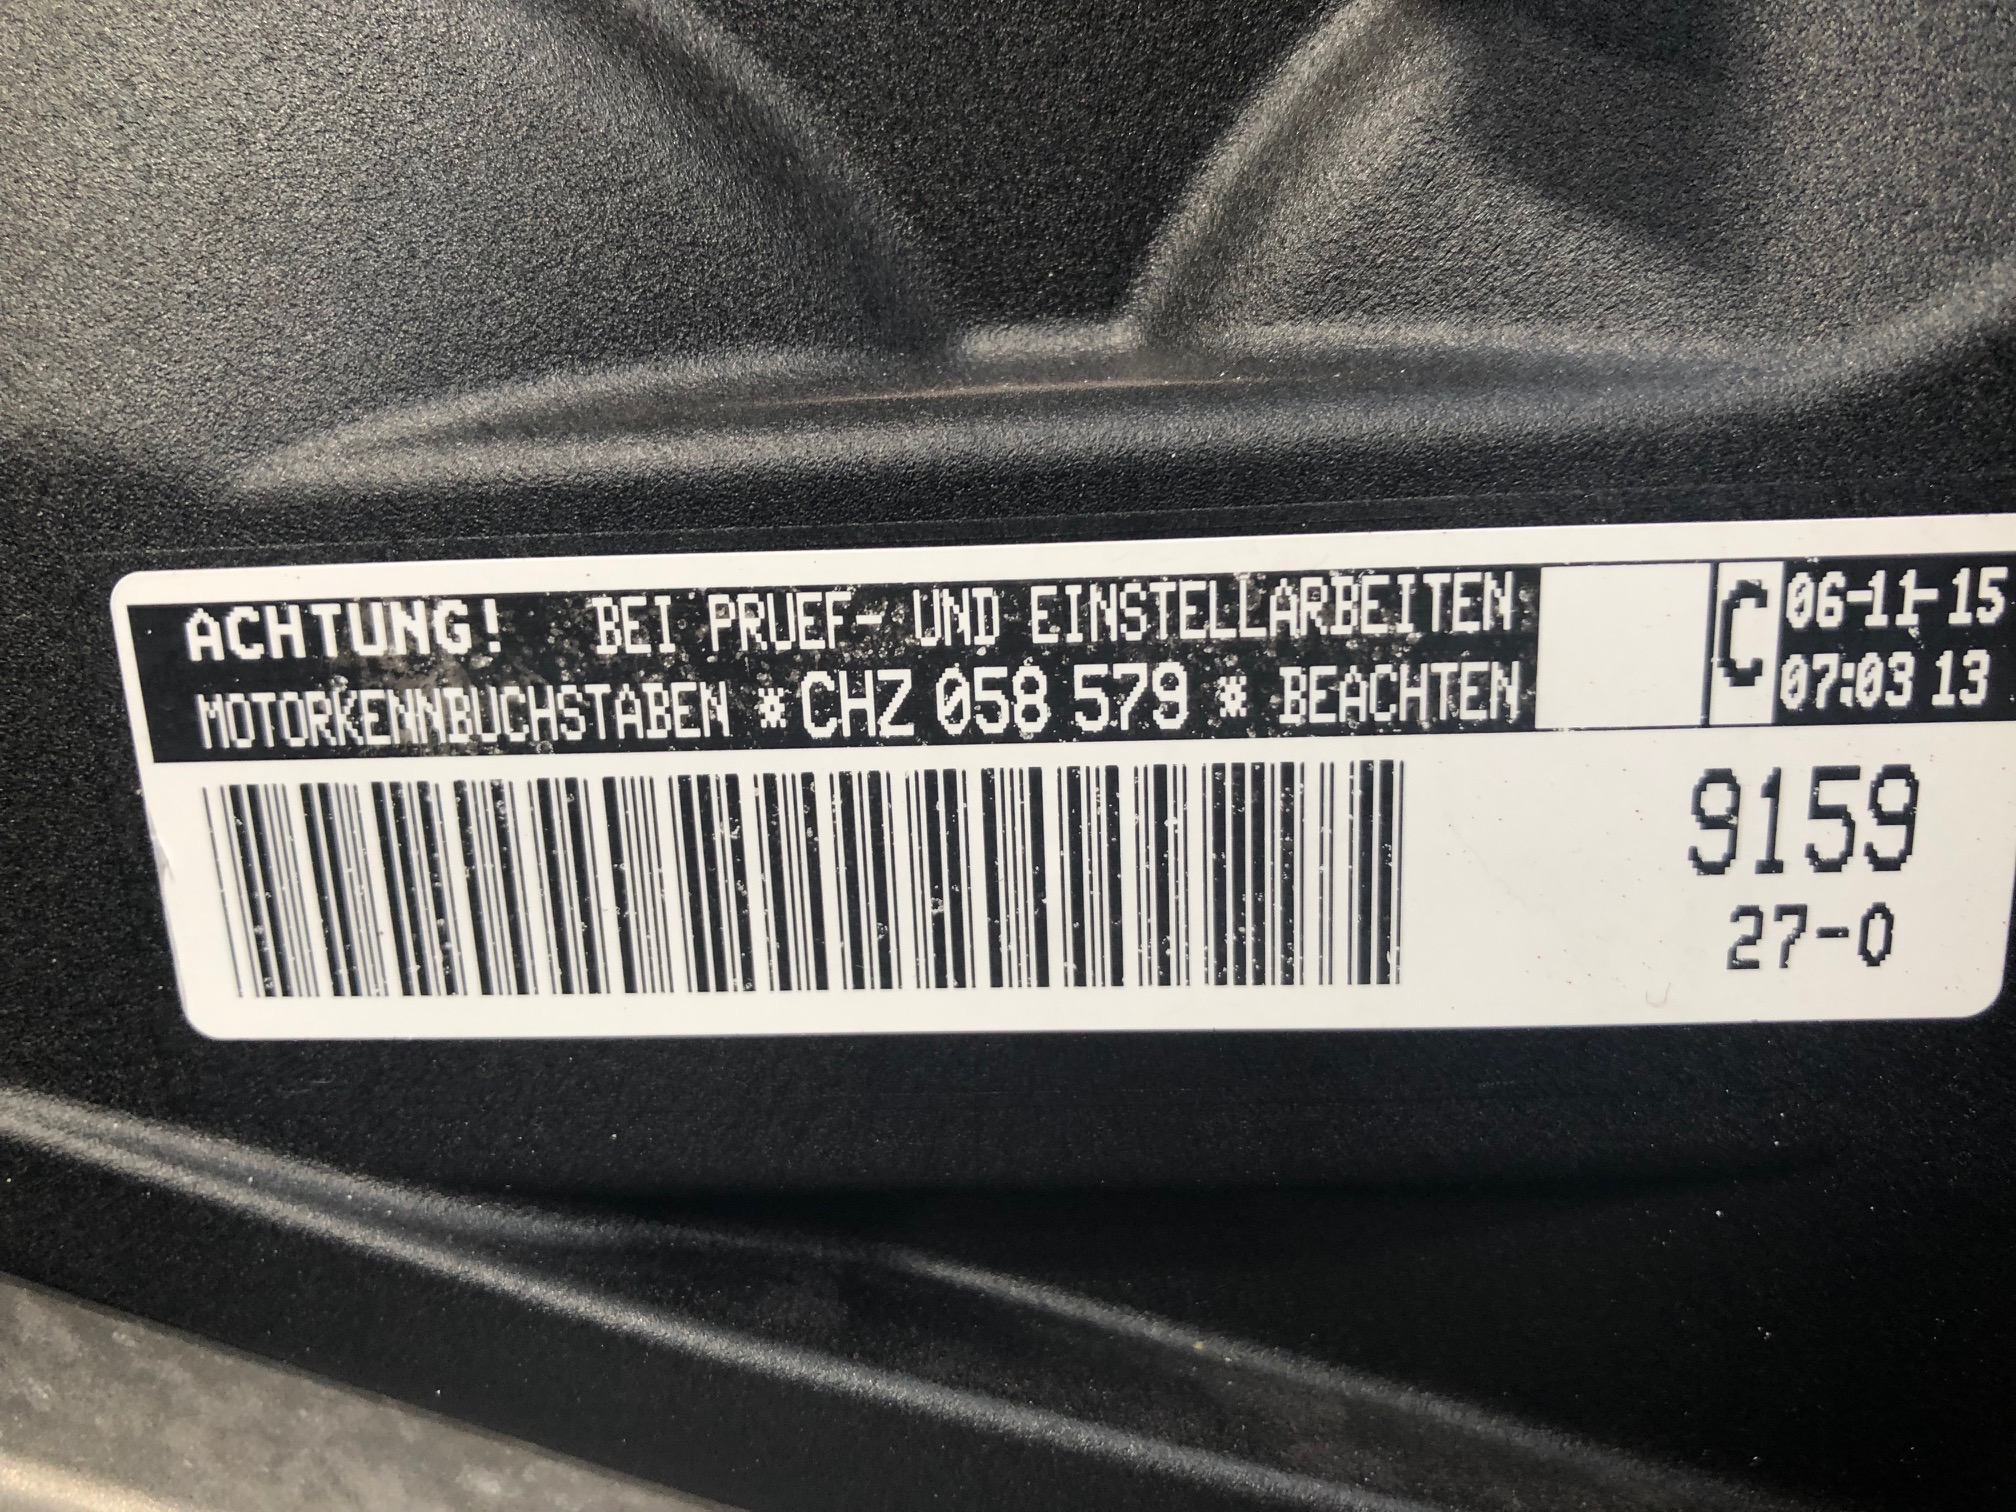 ACHTUNG! BEI PRUEF- UND EINSTELLARBEITEN
MOTORKENNBUCHSTABEN *CHZ 058 579 * BEACHTEN
C
06-11-15
07:03 13
9159
27-0